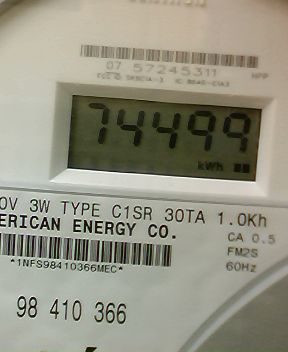 07 57245311 HPP
74499
kWh
0V 3W TYPE C1SR 30TA 1.0Kh
ERICAN ENERGY CO. CA 0.5
FM2S
*1NFS98410366MEC* 60Hz
98 410 366